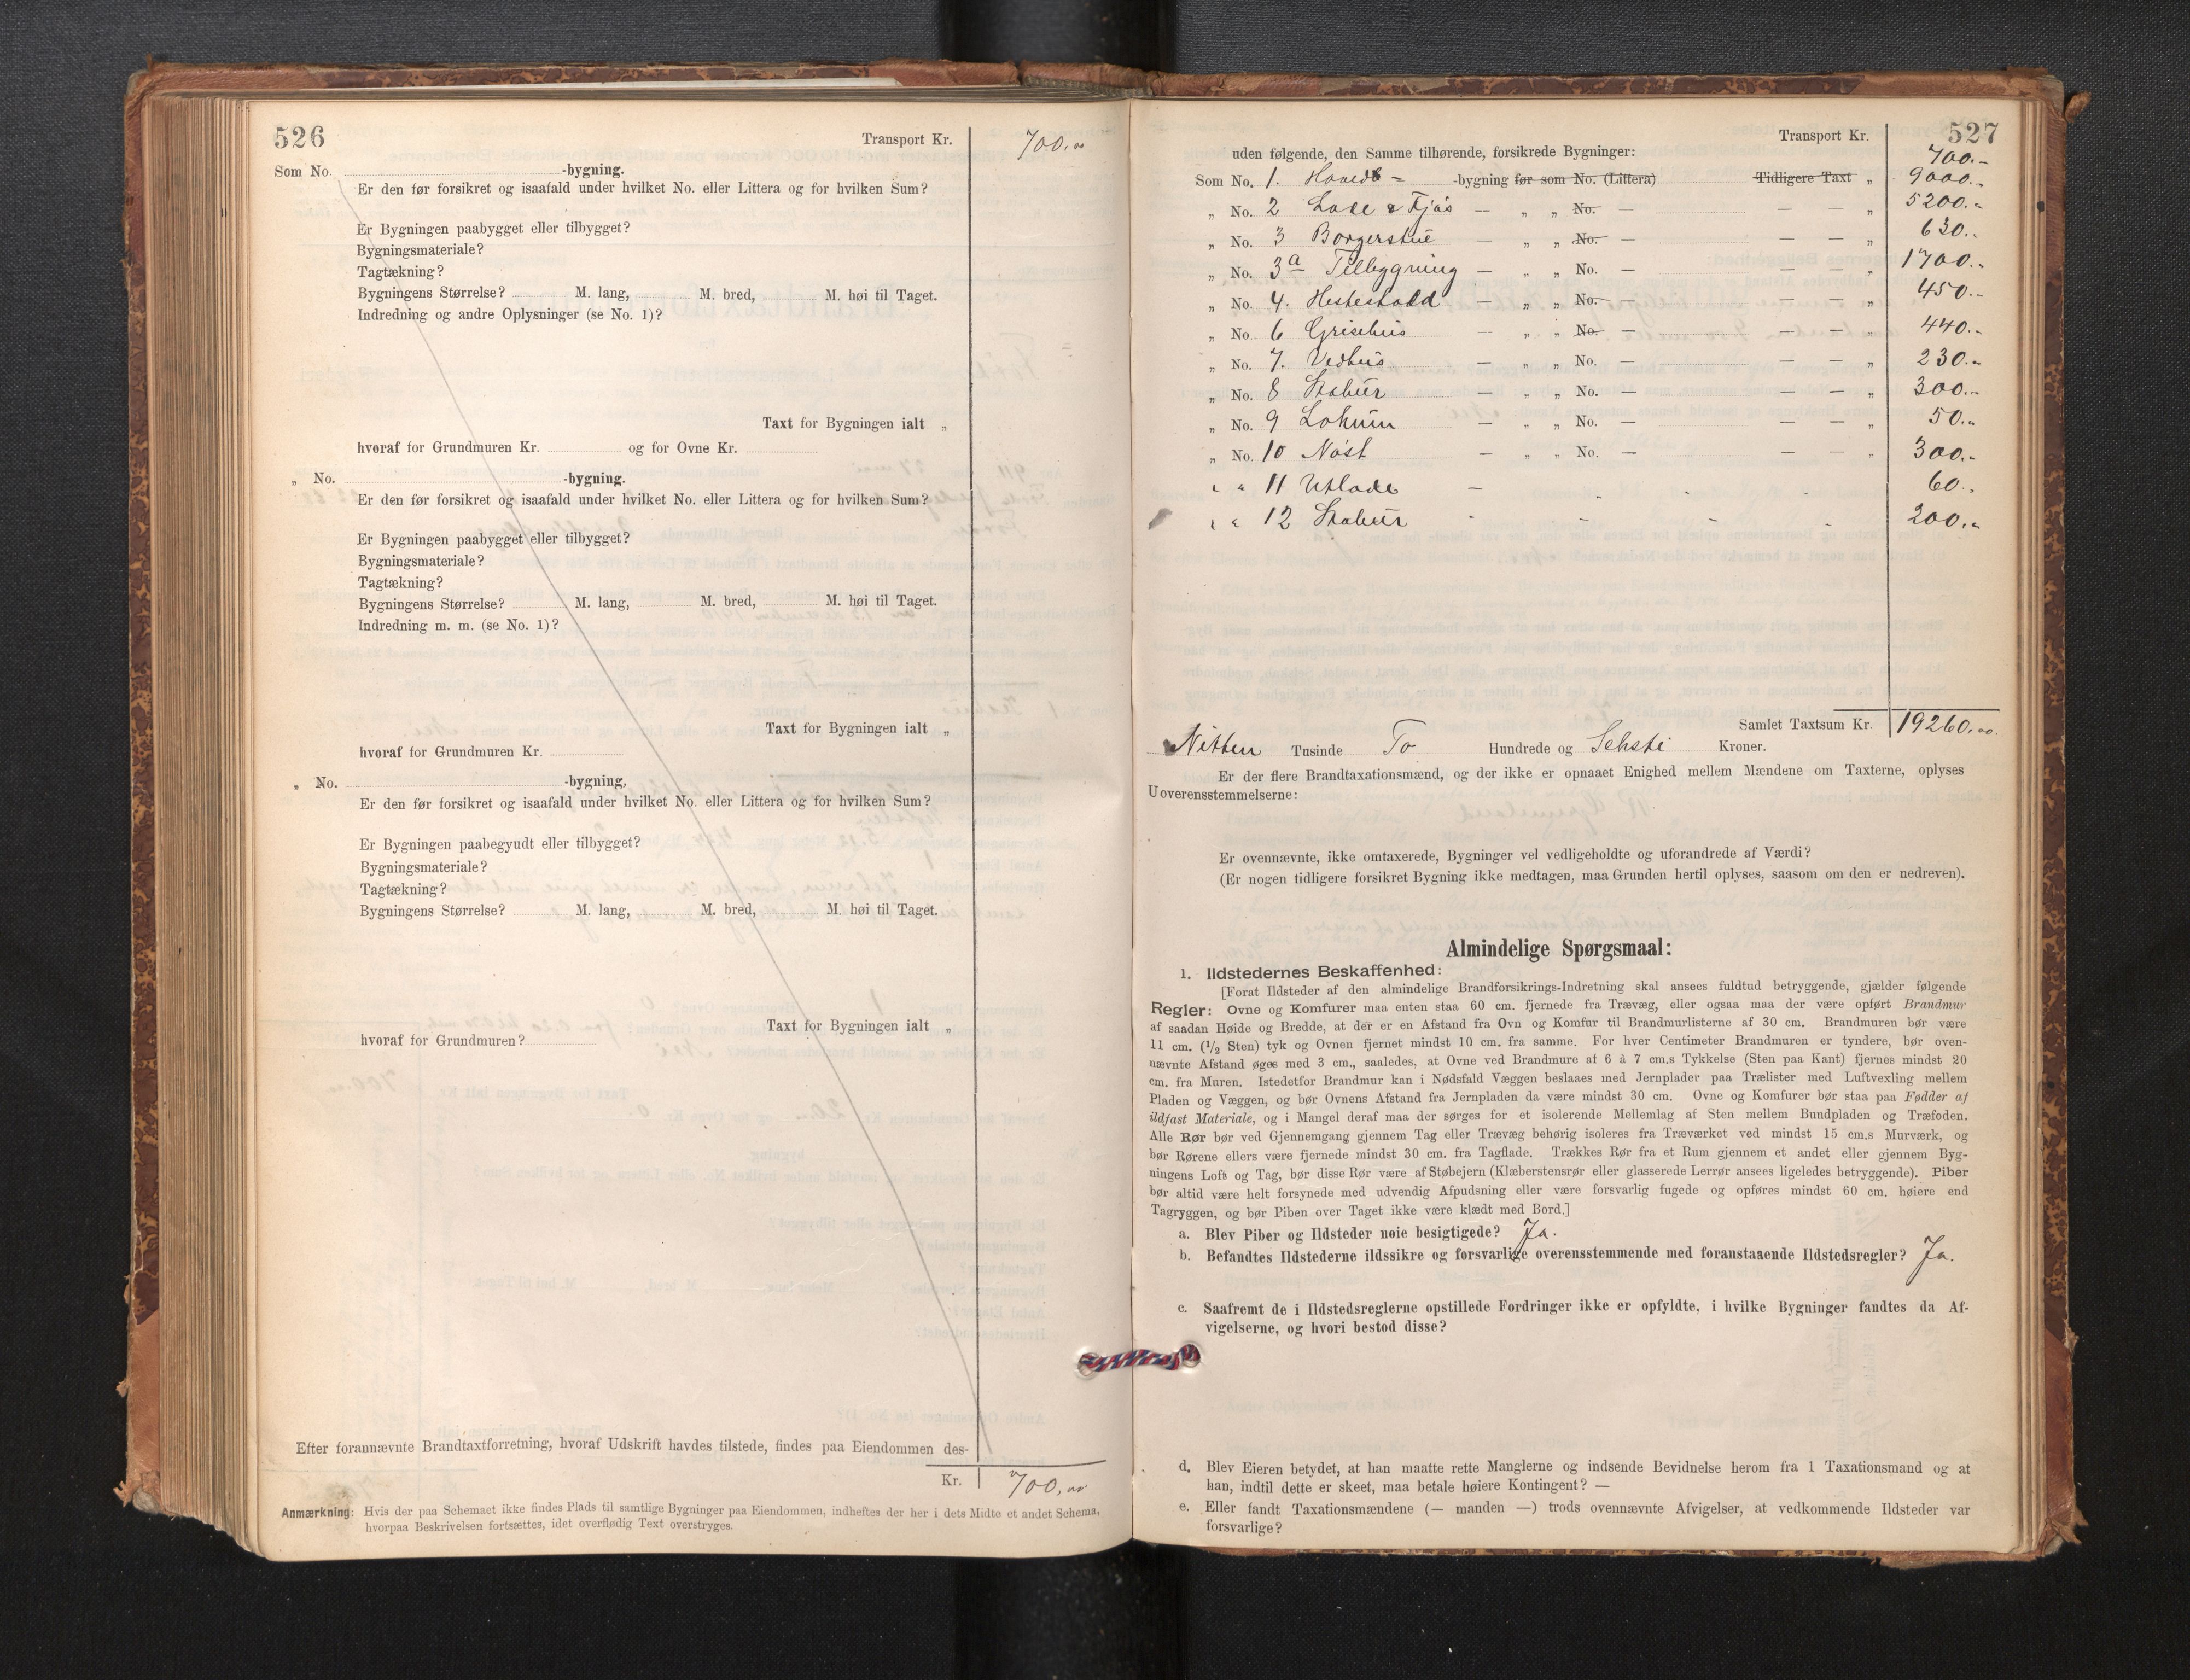 526
Transport Kr.
700,00
Som No. -bygning.
Er den før forsikret og isaafald under hvilket No. eller Littera og for hvilken Sum?
Er Bygningen paabygget eller tilbygget?
Bygningsmateriale?
Tagtækning?
Bygningens Størrelse? M. lang, M. bred, M. høi til Taget.
Indredning og andre Oplysninger (se No. 1)?
Taxt for Bygningen ialt „
hvoraf for Grundmuren Kr. og for Ovne Kr.
„ No. -bygning.
Er den før forsikret og isaafald under hvilket No. eller Littera og for hvilken Sum?
Er Bygningen paabygget eller tilbygget?
Bygningsmateriale?
Tagtækning?
Bygningens Størrelse? M. lang, M. bred, M. høi til Taget.
Indredning m. m. (se No. 1)?
Taxt for Bygningen ialt „
hvoraf for Grundmuren Kr.
„ No. -bygning,
Er den før forsikret og isaafald under hvilket No. eller Littera og for hvilken Sum?
Er Bygningen paabegyudt eller tilbygget?
Bygningsmateriale?
Tagtækning?
Bygningens Størrelse? M. lang, M. bred, M. høi til Taget.
Taxt for Bygningen ialt „
hvoraf for Grundmuren?
Efter forannævnte Brandtaxtforretning, hvoraf Udskrift havdes tilstede, findes paa Eiendommen des-
Kr. 700,00
Anmærkning: Hvis der paa Schemaet ikke findes Plads til samtlige Bygninger paa Eiendommen, indheftes der her i dets Midte et andet Schema,
hvorpaa Beskrivelsen fortsættes, idet overflødig Text overstryges.
Transport Kr. 527
uden følgende, den Samme tilhørende, forsikrede Bygninger: 700.-
Som No. 1. Hovedb - -bygning før som No. (Littera) Tidligere Taxt „ 9000.-
„ No. 2 Lade & Fjøs — „ „ No. — — — „ 5200.-
„ No. 3 Borgerstue — „ „ No. — — — „ 630.-
„ No. 3a Tilbygning — „ „ No. — — — „ 1700.-
„ No. 4. Hestestald — „ „ No. — — — „ 450.-
„ No. 6 Grisehus — „ „ No. — — — „ 440.-
„ No. 7. Vedhus — „ „ No. — — — „ 230.-
„ No. 8 Stabur — „ „ No. — — — „ 300.-
„ No. 9 Lokum — „ „ No. — — — „ 50.-
„ No. 10 Nøst — „ „ No. — — — „ 300.-
„ „ 11 Utlade — 60.-
„ „ 12 Stabur - 200.-
Samlet Taxtsum Kr. 19260,00.
Nitten Tusinde To Hundrede og Seksti Kroner.
Er der flere Brandtaxationsmænd, og der ikke er opnaaet Enighed mellem Mændene om Taxterne, oplyses
Uoverensstemmelserne:
Er ovennævnte, ikke omtaxerede, Bygninger vel vedligeholdte og uforandrede af Værdi?
(Er nogen tidligere forsikret Bygning ikke medtagen, maa Grunden hertil oplyses, saasom om den er nedreven).
Almindelige Spørgsmaal:
1. Ildstedernes Beskaffenhed:
[Forat Ildsteder af den almindelige Brandforsikrings-Indretning skal ansees fuldtud betryggende, gjælder følgende
Regler: Ovne og Komfurer maa enten staa 60 cm. fjernede fra Trævæg, eller ogsaa maa der være opført Brandmur
af saadan Høide og Bredde, at der er en Afstand fra Ovn og Komfur til Brandmurlisterne af 30 cm. Brandmuren bør være
11 cm. (1/2 Sten) tyk og Ovnen fjernet mindst 10 cm. fra samme. For hver Centimeter Brandmuren er tyndere, bør oven-
nævnte Afstand øges med 3 cm., saaledes, at Ovne ved Brandmure af 6 à 7 cm.s Tykkelse (Sten paa Kant) fjernes mindst 20
cm. fra Muren. Istedetfor Brandmur kan i Nødsfald Væggen beslaaes med Jernplader paa Trælister med Luftvexling mellem
Pladen og Væggen, og bør Ovnens Afstand fra Jernpladen da være mindst 30 cm. Ovne og Komfurer bør staa paa Fødder af
ildfast Materiale, og i Mangel deraf maa der sørges for et isolerende Mellemlag af Sten mellem Bundpladen og Træfoden.
Alle Rør bør ved Gjennemgang gjennem Tag eller Trævæg behørig isoleres fra Træværket ved mindst 15 cm.s Murværk, og
bør Rørene ellers være fjernede mindst 30 cm. fra Tagflade. Trækkes Rør fra et Rum gjennem et andet eller gjennem Byg-
ningens Loft og Tag, bør disse Rør være af Støbejern (Klæberstensrør eller glasserede Lerrør ansees ligeledes betryggende). Piber
bør altid være helt forsynede med udvendig Afpudsning eller være forsvarlig fugede og opføres mindst 60 cm. høiere end
Tagryggen, og bør Piben over Taget ikke være klædt med Bord.]
a. Blev Piber og Ildsteder nøie besigtigede? Ja.
b. Befandtes Ildstederne ildssikre og forsvarlige overensstemmende med foranstaaende Ildstedsregler? Ja.
c. Saafremt de i Ildstedsreglerne opstillede Fordringer ikke er opfyldte, i hvilke Bygninger fandtes da Af-
vigelserne, og hvori bestod disse?
d. Blev Eieren betydet, at han maatte rette Manglerne og indsende Bevidnelse herom fra 1 Taxationsmand og at
han, indtil dette er skeet, maa betale høiere Kontingent? —
e. Eller fandt Taxationsmændene (— manden —) trods ovennævnte Afvigelser, at vedkommende Ildsteder var
forsvarlige?